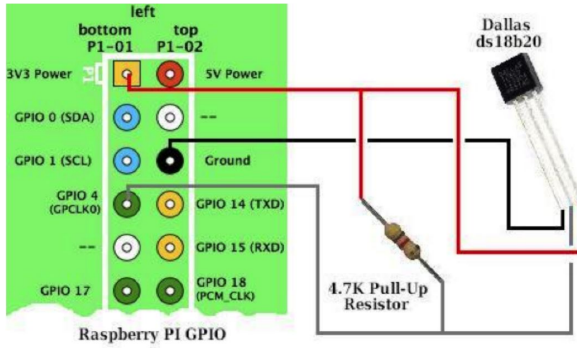 left
bottom top
P1-01 P1-02
3V3 Power P1 5V Power
GPIO 0 (SDA) --
GPIO 1 (SCL) Ground
GPIO 4
(GPCLK0)
GPIO 14 (TXD)
-- GPIO 15 (RXD)
GPIO 17
GPIO 18
(PCM_CLK)
Raspberry PI GPIO
Dallas
ds18b20
4.7K Pull-Up
Resistor